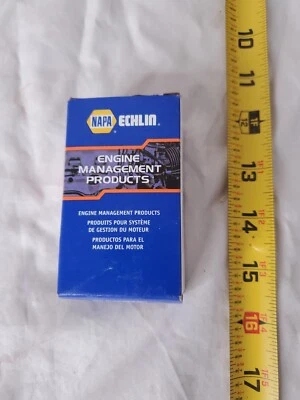 NAPA ECHLIN.
ENGINE
MANAGEMENT
PRODUCTS
ENGINE MANAGEMENT PRODUCTS
PRODUITS POUR SYSTÈME
DE GESTION DU MOTEUR
PRODUCTOS PARA EL
MANEJO DEL MOTOR
10
11
13
14
15
16
17